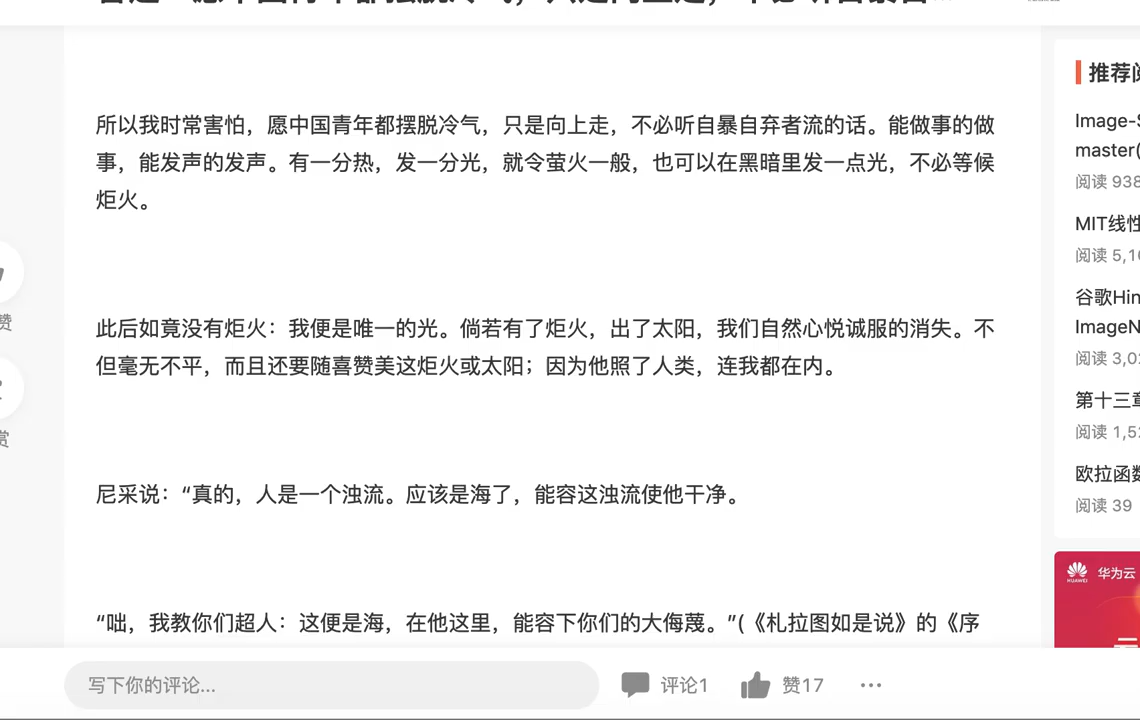 所以我时常害怕，愿中国青年都摆脱冷气，只是向上走，不必听自暴自弃者流的话。能做事的做
事，能发声的发声。有一分热，发一分光，就令萤火一般，也可以在黑暗里发一点光，不必等候
炬火。
此后如竟没有炬火：我便是唯一的光。倘若有了炬火，出了太阳，我们自然心悦诚服的消失。不
但毫无不平，而且还要随喜赞美这炬火或太阳；因为他照了人类，连我都在内。
尼采说：“真的，人是一个浊流。应该是海了，能容这浊流使他干净。
“咄，我教你们超人：这便是海，在他这里，能容下你们的大侮蔑。”(《札拉图如是说》的《序
赞
赏
写下你的评论...
评论1
赞17
推荐阅
Image-S
master(
阅读 938
MIT线性
阅读 5,10
谷歌Hin
ImageN
阅读 3,03
第十三章
阅读 1,52
欧拉函数
阅读 39
HUAWEI
华为云